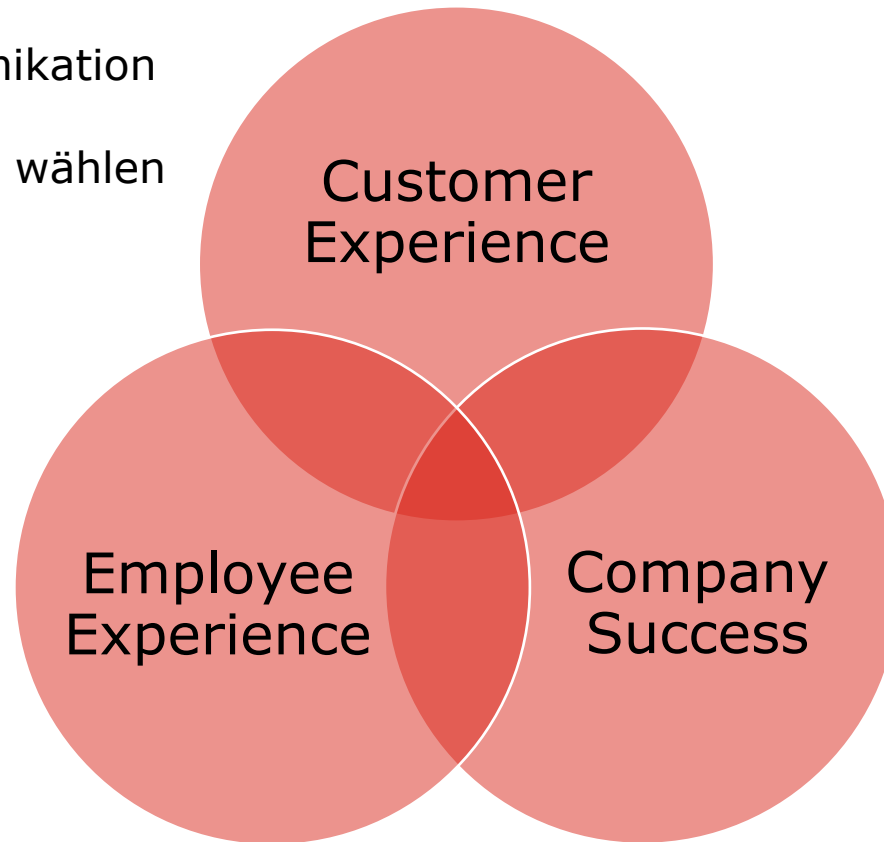 nikation
wählen
Customer
Experience
Employee
Experience
Company
Success